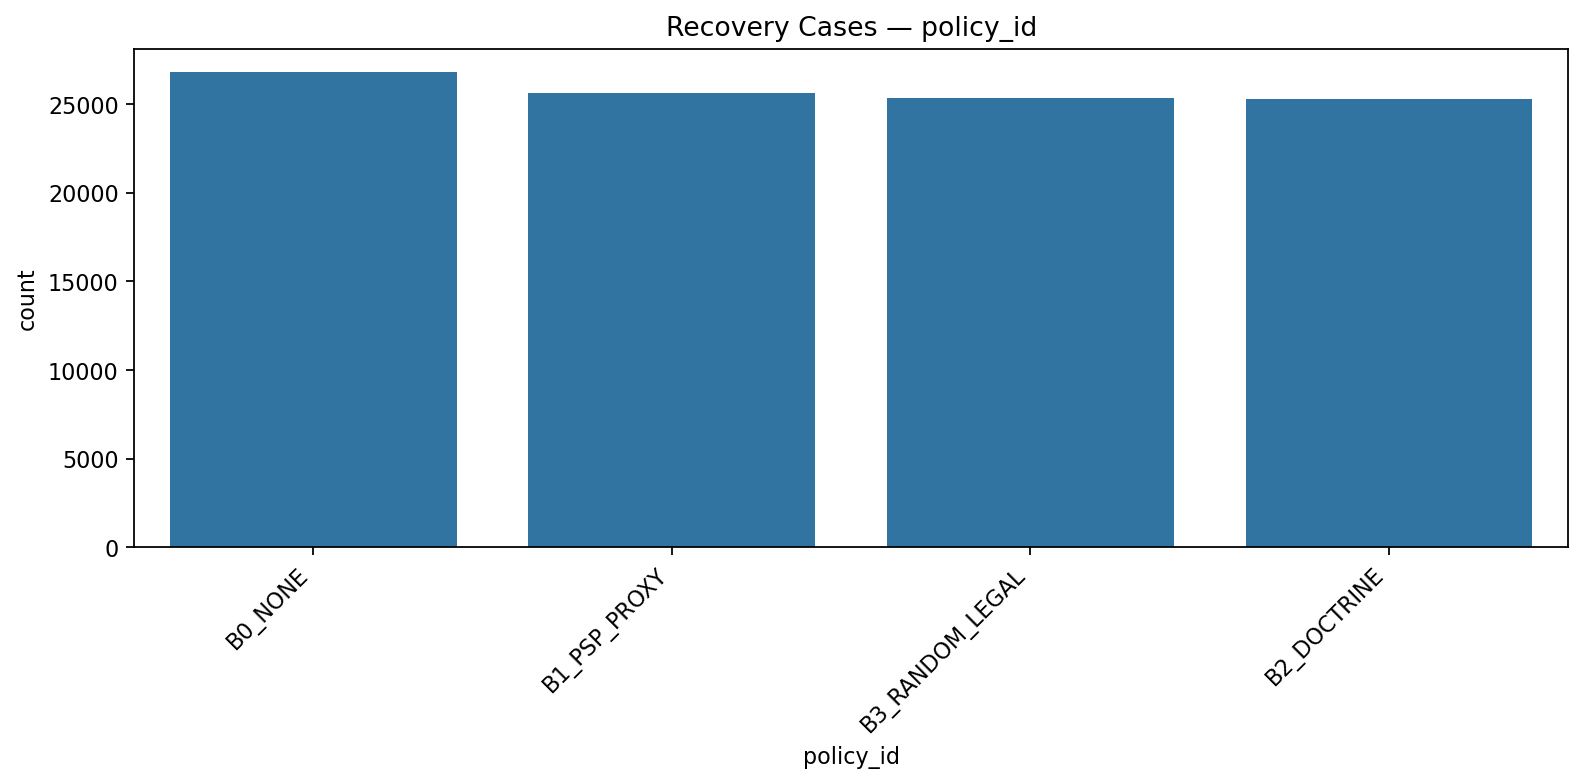 Recovery Cases — policy_id
count
25000
20000
15000
10000
5000
0
B0_NONE
B1_PSP_PROXY
B3_RANDOM_LEGAL
B2_DOCTRINE
policy_id